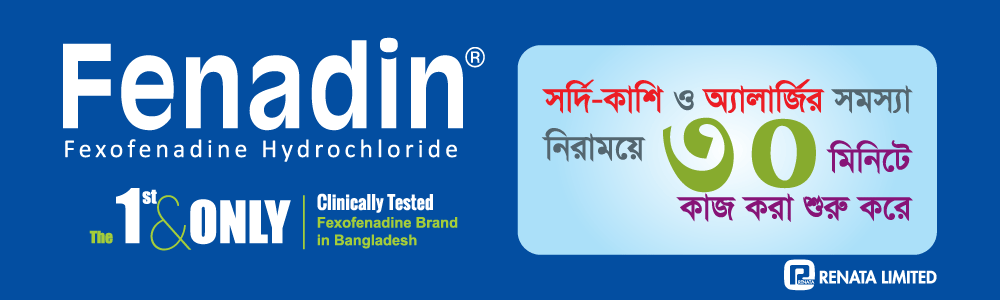 Fenadin®
Fexofenadine Hydrochloride
The 1st & ONLY
Clinically Tested
Fexofenadine Brand
in Bangladesh
সর্দি-কাশি ও অ্যালার্জির সমস্যা
নিরাময়ে ৩০ মিনিটে
কাজ করা শুরু করে
RENATA
RENATA LIMITED